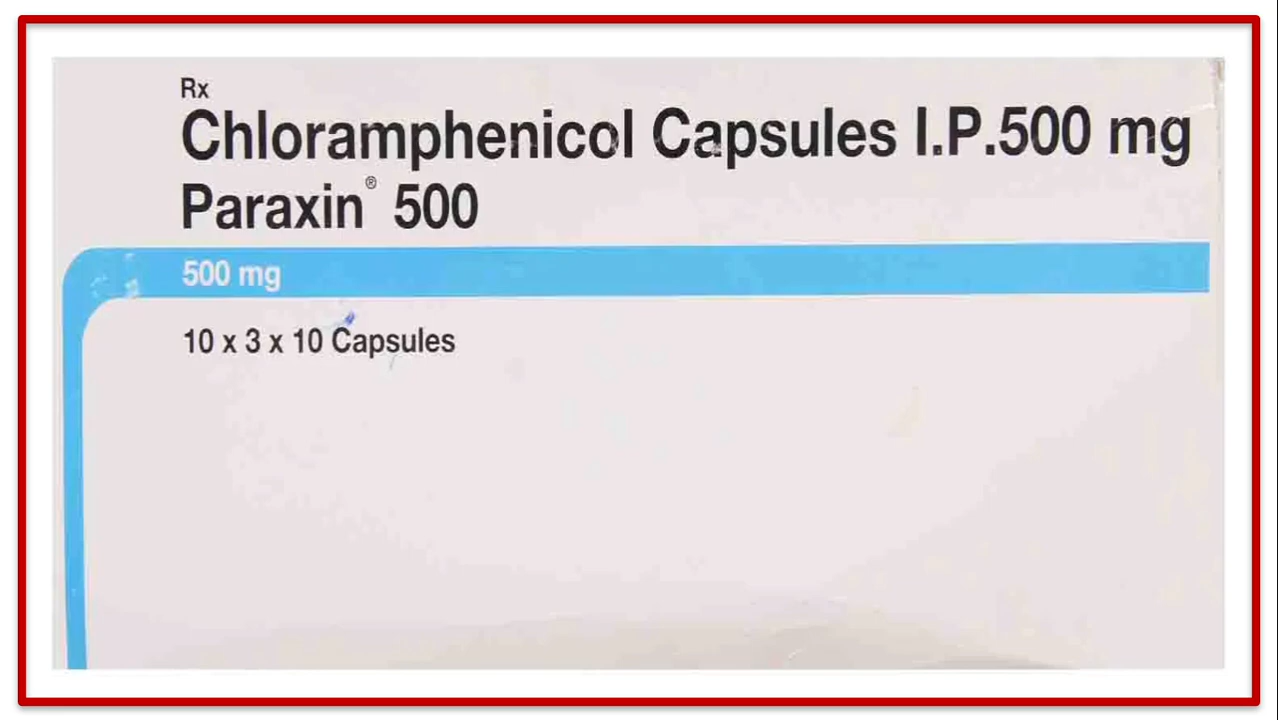 Rx
Chloramphenicol Capsules I.P.500 mg
Paraxin® 500
500 mg
10 x 3 x 10 Capsules